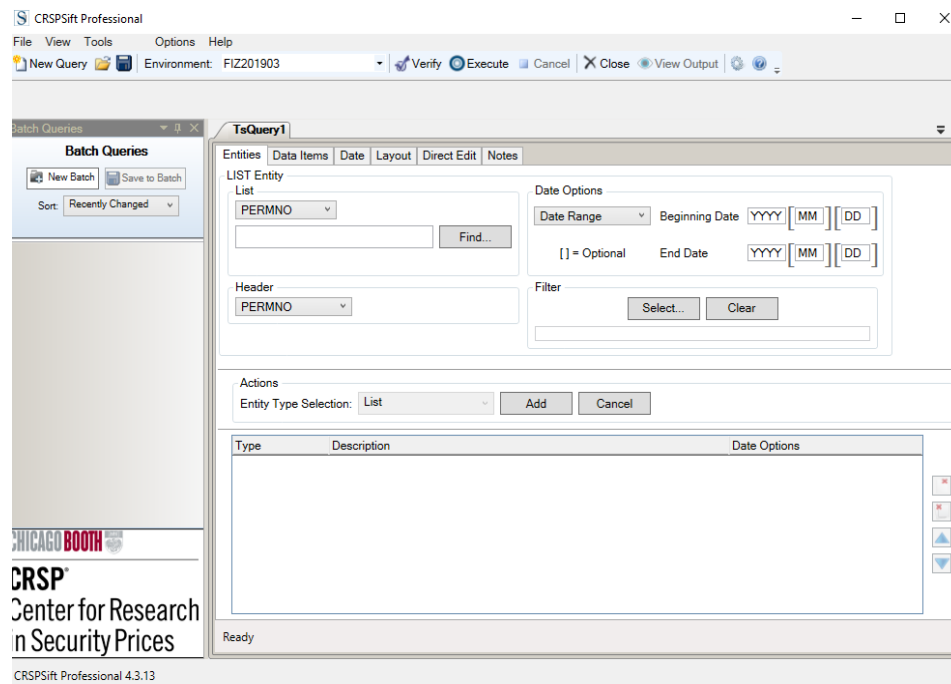 CRSPSift Professional
File View Tools Options Help
New Query Environment: FIZ201903 Verify Execute Cancel Close View Output
Batch Queries
TsQuery1
Batch Queries
New Batch Save to Batch
Sort: Recently Changed
Entities Data Items Date Layout Direct Edit Notes
LIST Entity
List
PERMNO
Find...
Date Options
Date Range Beginning Date YYYY [ MM ] [ DD ]
[ ] = Optional End Date YYYY [ MM ] [ DD ]
Header
PERMNO
Filter
Select... Clear
Actions
Entity Type Selection: List Add Cancel
Type Description Date Options
CHICAGO BOOTH
CRSP®
Center for Research
in Security Prices
Ready
CRSPSift Professional 4.3.13